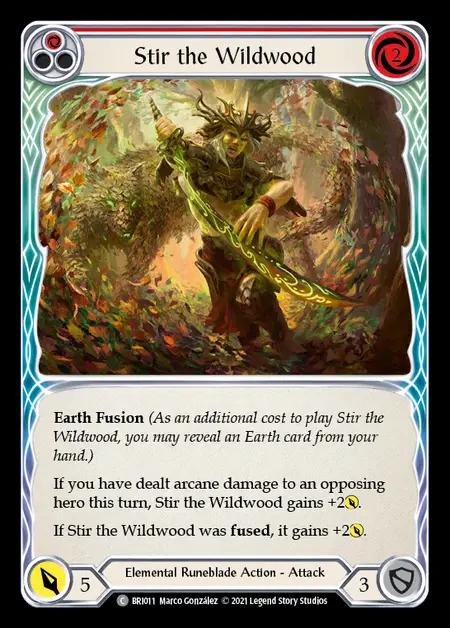 Stir the Wildwood
2
Earth Fusion (As an additional cost to play Stir the
Wildwood, you may reveal an Earth card from your
hand.)
If you have dealt arcane damage to an opposing
hero this turn, Stir the Wildwood gains +2.
If Stir the Wildwood was fused, it gains +2.
5
Elemental Runeblade Action - Attack
3
C BRI011 Marco González © 2021 Legend Story Studios